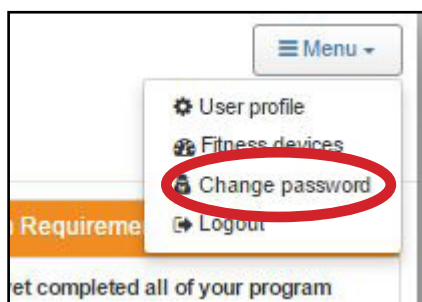 Menu
User profile
Fitness devices
Change password
Requireme
Logout
et completed all of your program